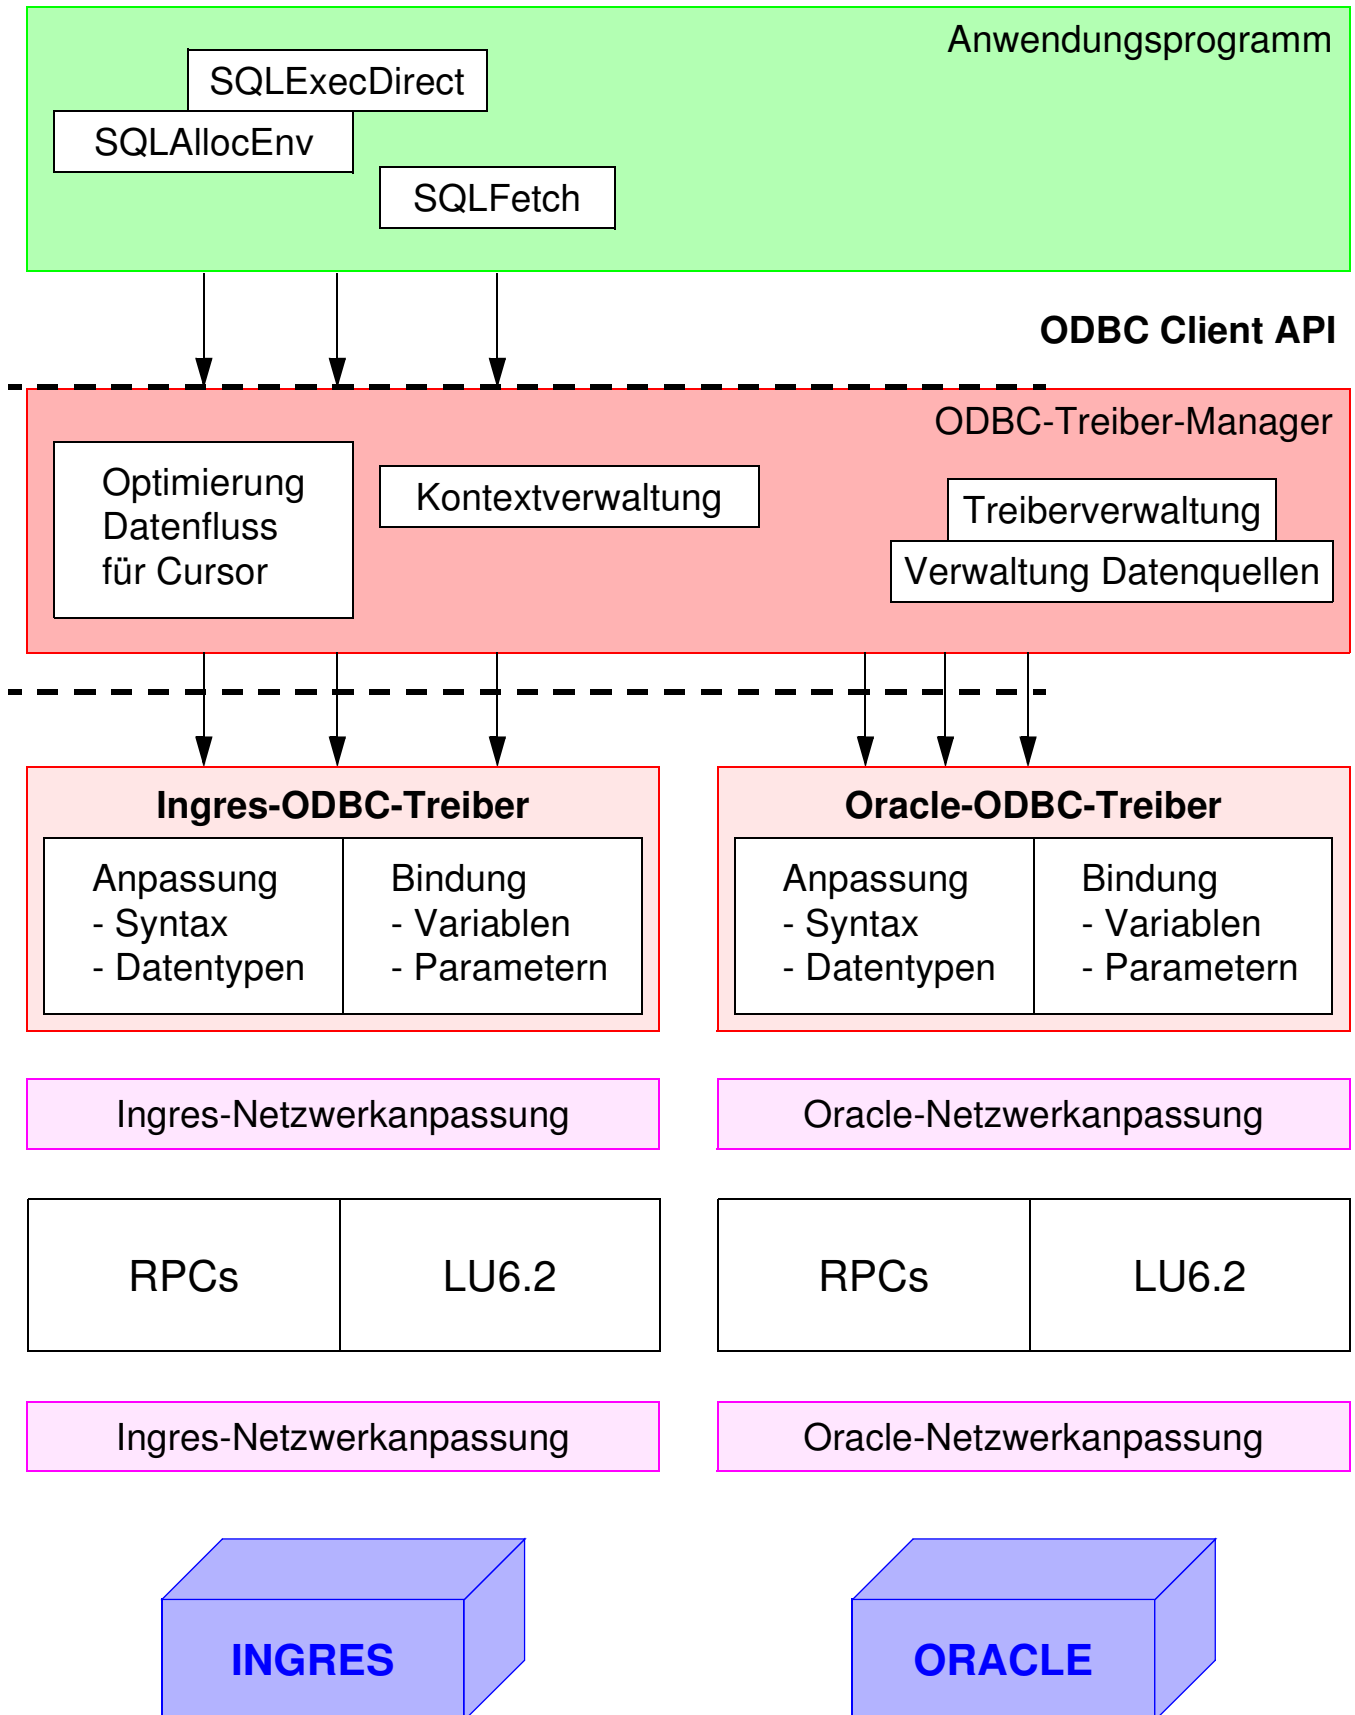 Anwendungsprogramm
SQLExecDirect
SQLAllocEnv
SQLFetch
ODBC Client API
ODBC-Treiber-Manager
Optimierung
Datenfluss
für Cursor
Kontextverwaltung
Treiberverwaltung
Verwaltung Datenquellen
Ingres-ODBC-Treiber
Anpassung
- Syntax
- Datentypen
Bindung
- Variablen
- Parametern
Oracle-ODBC-Treiber
Anpassung
- Syntax
- Datentypen
Bindung
- Variablen
- Parametern
Ingres-Netzwerkanpassung
Oracle-Netzwerkanpassung
RPCs
LU6.2
RPCs
LU6.2
Ingres-Netzwerkanpassung
Oracle-Netzwerkanpassung
INGRES
ORACLE